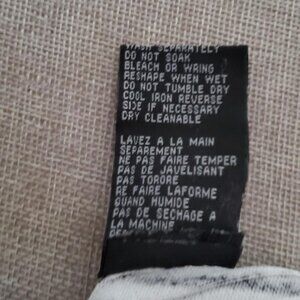 WASH SEPARATELY
DO NOT SOAK
BLEACH OR WRING
RESHAPE WHEN WET
DO NOT TUMBLE DRY
COOL IRON REVERSE
SIDE IF NECESSARY
DRY CLEANABLE
LAVEZ A LA MAIN
SEPAREMENT
NE PAS FAIRE TEMPER
PAS DE JAVELISANT
PAS TORDRE
RE FAIRE LAFORME
QUAND HUMIDE
PAS DE SECHAGE A
LA MACHINE